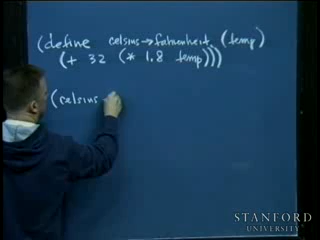 (define celsius→fahrenheit (temp)
(+ 32 (* 1.8 temp)))
(celsius
STANFORD
UNIVERSITY